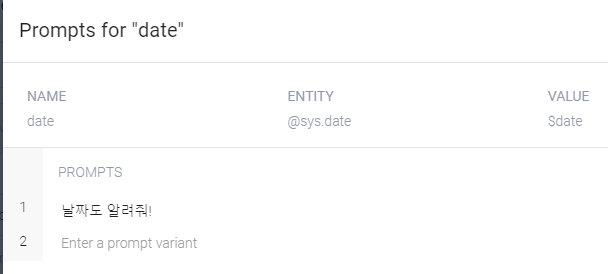 Prompts for "date"
NAME ENTITY VALUE
date @sys.date $date
PROMPTS
1 날짜도 알려줘!
2 Enter a prompt variant